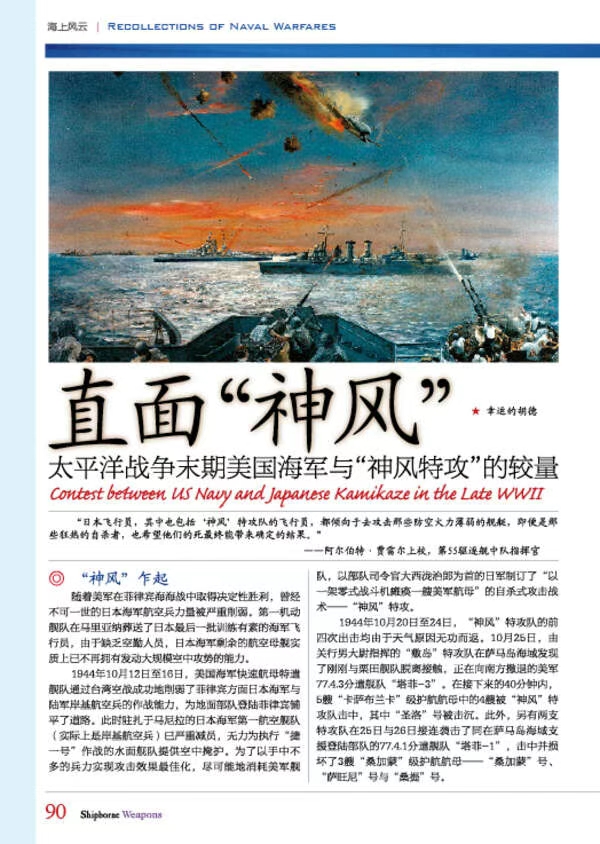 海上风云 | RECOLLECTIONS OF NAVAL WARFARES
直面“神风”
★ 幸运的胡德
太平洋战争末期美国海军与“神风特攻”的较量
Contest between US Navy and Japanese Kamikaze in the Late WWII
“日本飞行员，其中也包括‘神风’特攻队的飞行员，都倾向于去攻击那些防空火力薄弱的舰艇，即便是那
些狂热的自杀者，也希望他们的死最终能带来确定的结果。”
——阿尔伯特·贾雷尔上校，第55驱逐舰中队指挥官
“神风”乍起
随着美军在菲律宾海海战中取得决定性胜利，曾经
不可一世的日本海军航空兵力量被严重削弱。第一机动
舰队在马里亚纳葬送了日本最后一批训练有素的海军飞
行员，由于缺乏空勤人员，日本海军剩余的航空母舰实
质上已不再拥有发动大规模空中攻势的能力。
1944年10月12日至16日，美国海军快速航母特遣
舰队通过台湾空战成功地削弱了菲律宾方面日本海军与
陆军岸基航空兵的作战能力，为地面部队登陆菲律宾铺
平了道路。此时驻扎于马尼拉的日本海军第一航空舰队
（实际上是岸基航空兵）已严重减员，无力为执行“捷
一号”作战的水面舰队提供空中掩护。为了以手中不
多的兵力实现攻击效果最佳化，尽可能地消耗美军舰
队，以部队司令官大西泷治郎为首的日军制订了“以
一架零式战斗机瘫痪一艘美军航母”的自杀式攻击战
术——“神风”特攻。
1944年10月20日至24日，“神风”特攻队的前
四次出击均由于天气原因无功而返。10月25日，由
关行男大尉指挥的“敷岛”特攻队在萨马岛海域发现
了刚刚与栗田舰队脱离接触，正在向南方撤退的美军
77.4.3分遣舰队“塔菲-3”。在接下来的40分钟内，
5艘“卡萨布兰卡”级护航航母中的4艘被“神风”特
攻队击中，其中“圣洛”号被击沉。此外，另有两支
特攻队在25日与26日接连袭击了同在萨马岛海域支
援登陆部队的77.4.1分遣舰队“塔菲-1”，击中并损
坏了3艘“桑加蒙”级护航航母——“桑加蒙”号、
“萨旺尼”号与“桑提”号。
90 Shipborne Weapons